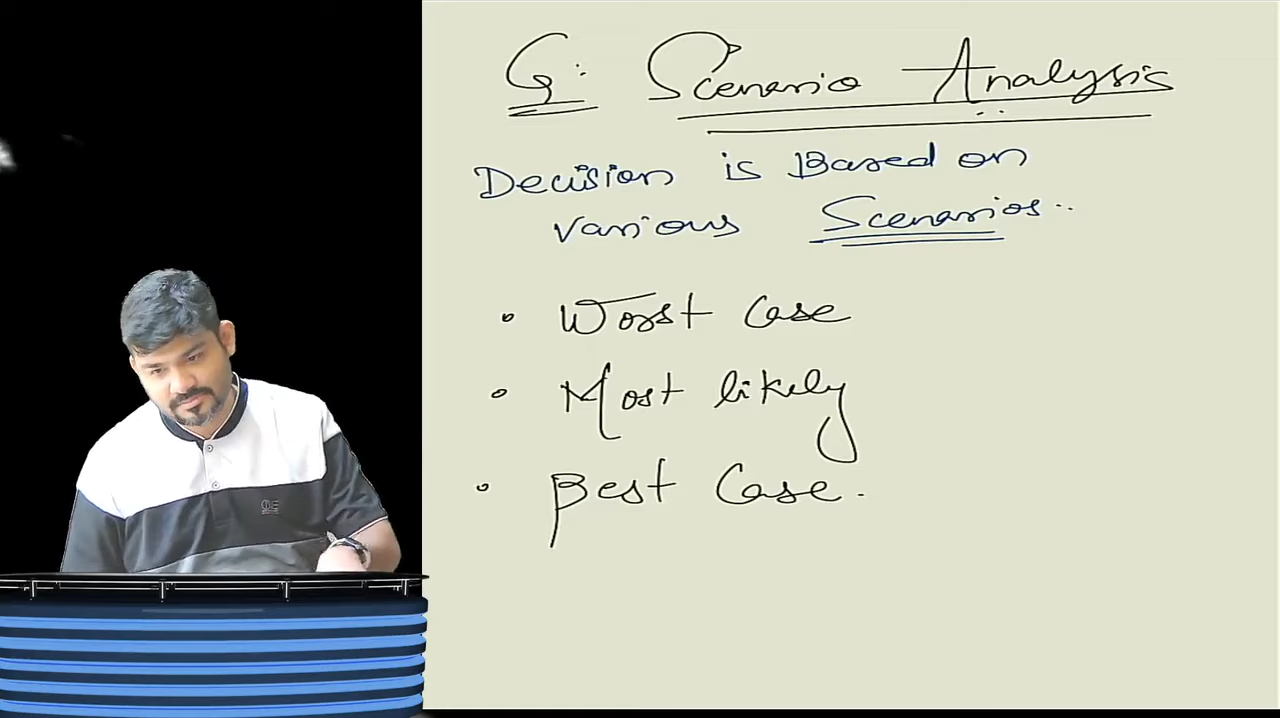 G: Scenario Analysis
Decision is Based on
various Scenarios..
• Worst Case
• Most likely
• Best Case.